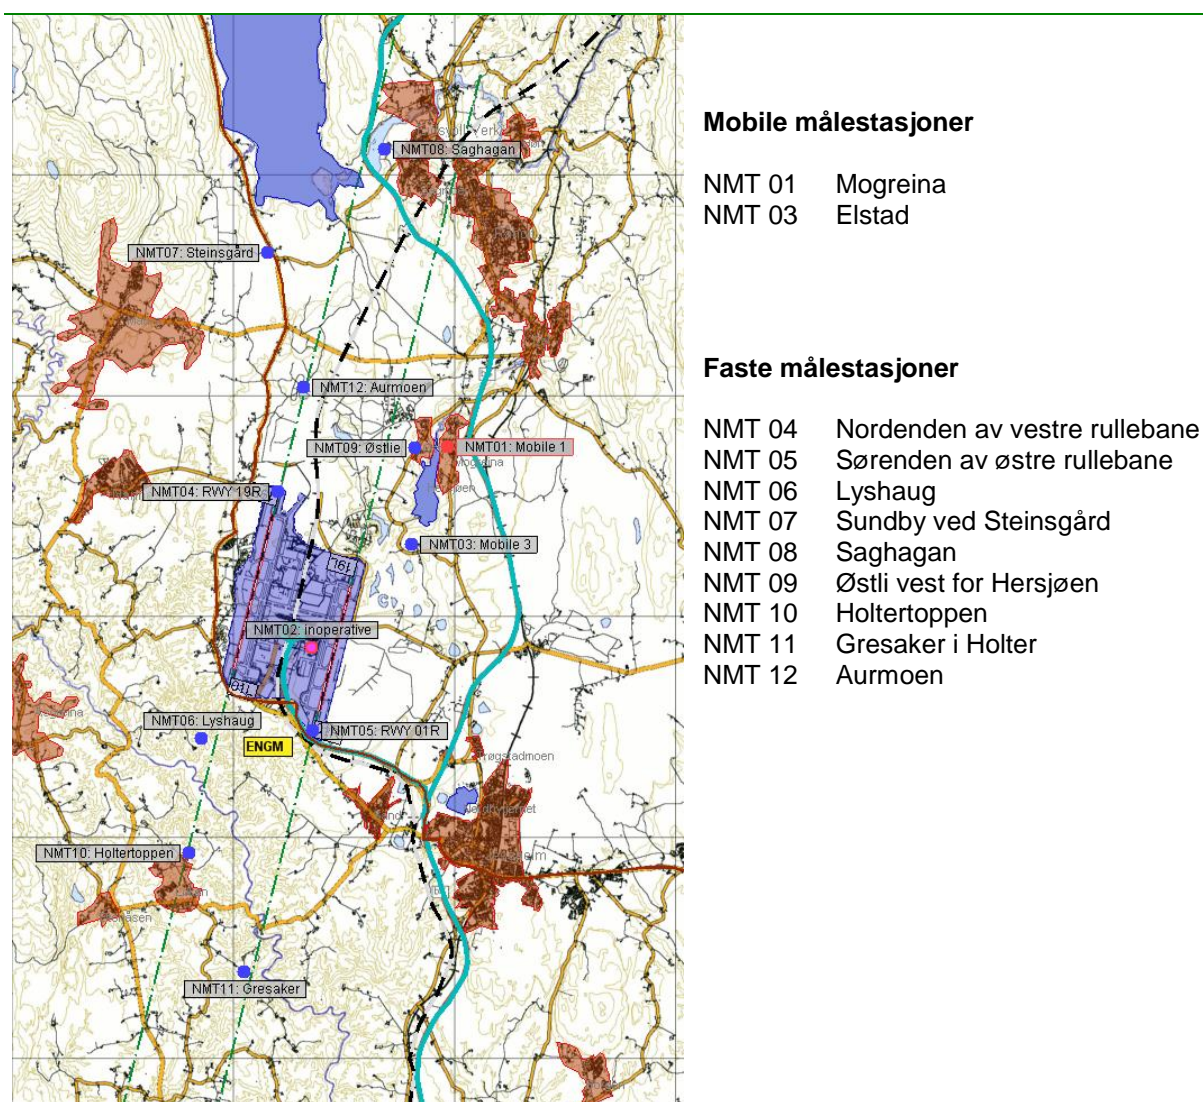 Mobile målestasjoner
NMT 01 Mogreina
NMT 03 Elstad
Faste målestasjoner
NMT 04 Nordenden av vestre rullebane
NMT 05 Sørenden av østre rullebane
NMT 06 Lyshaug
NMT 07 Sundby ved Steinsgård
NMT 08 Saghagan
NMT 09 Østli vest for Hersjøen
NMT 10 Holtertoppen
NMT 11 Gresaker i Holter
NMT 12 Aurmoen
NMT08: Saghagan
NMT07: Steinsgård
NMT12: Aurmoen
NMT09: Østlie
NMT01: Mobile 1
Mogreina
NMT04: RWY 19R
NMT03: Mobile 3
19L
NMT02: inoperative
NMT06: Lyshaug
NMT05: RWY 01R
ENGM
NMT10: Holtertoppen
NMT11: Gresaker